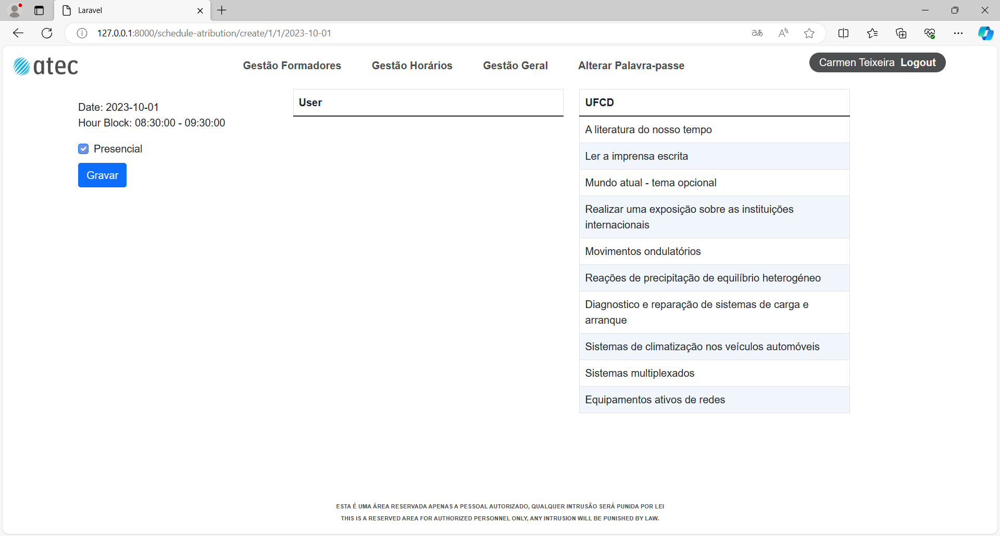 Laravel
127.0.0.1:8000/schedule-atribution/create/1/1/2023-10-01
atec
Gestão Formadores
Gestão Horários
Gestão Geral
Alterar Palavra-passe
Carmen Teixeira Logout
Date: 2023-10-01
Hour Block: 08:30:00 - 09:30:00
Presencial
Gravar
User
UFCD
A literatura do nosso tempo
Ler a imprensa escrita
Mundo atual - tema opcional
Realizar uma exposição sobre as instituições
internacionais
Movimentos ondulatórios
Reações de precipitação de equilíbrio heterogéneo
Diagnostico e reparação de sistemas de carga e
arranque
Sistemas de climatização nos veículos automóveis
Sistemas multiplexados
Equipamentos ativos de redes
ESTA É UMA ÁREA RESERVADA APENAS A PESSOAL AUTORIZADO, QUALQUER INTRUSÃO SERÁ PUNIDA POR LEI
THIS IS A RESERVED AREA FOR AUTHORIZED PERSONNEL ONLY, ANY INTRUSION WILL BE PUNISHED BY LAW.